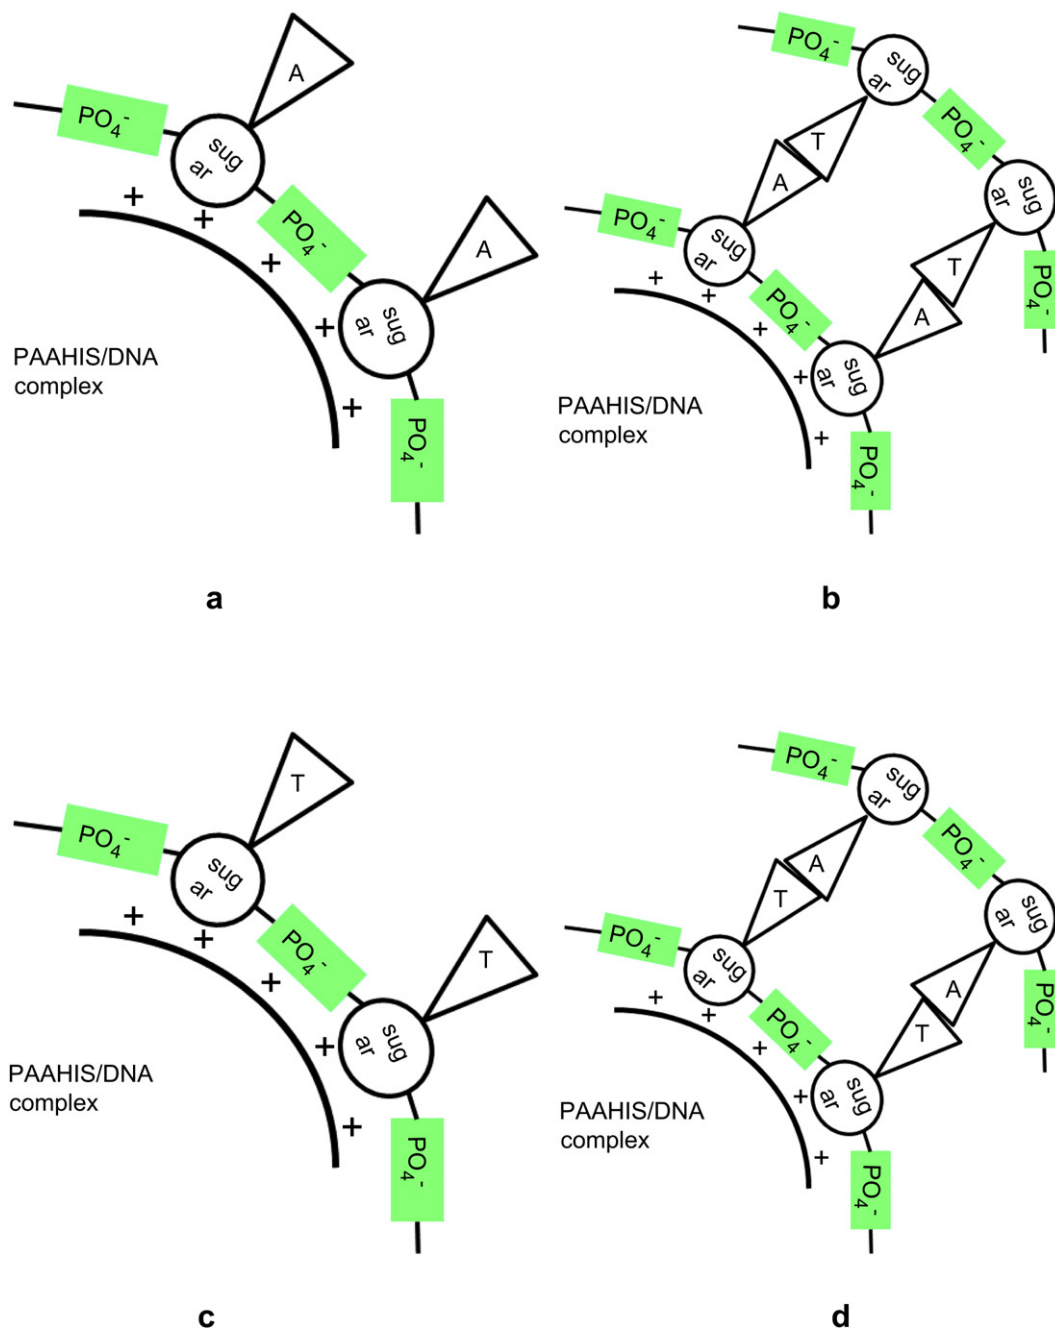 A
PO4-
sug
ar
PO4-
A
sug
ar
PO4-
PAAHIS/DNA
complex
a
PO4-
sug
ar
T
A
PO4-
sug
ar
PO4-
sug
ar
T
A
PO4-
PO4-
sug
ar
PO4-
PAAHIS/DNA
complex
b
T
PO4-
sug
ar
PO4-
T
sug
ar
PO4-
PAAHIS/DNA
complex
c
PO4-
sug
ar
A
T
PO4-
sug
ar
PO4-
sug
ar
A
T
PO4-
PO4-
sug
ar
PO4-
PAAHIS/DNA
complex
d